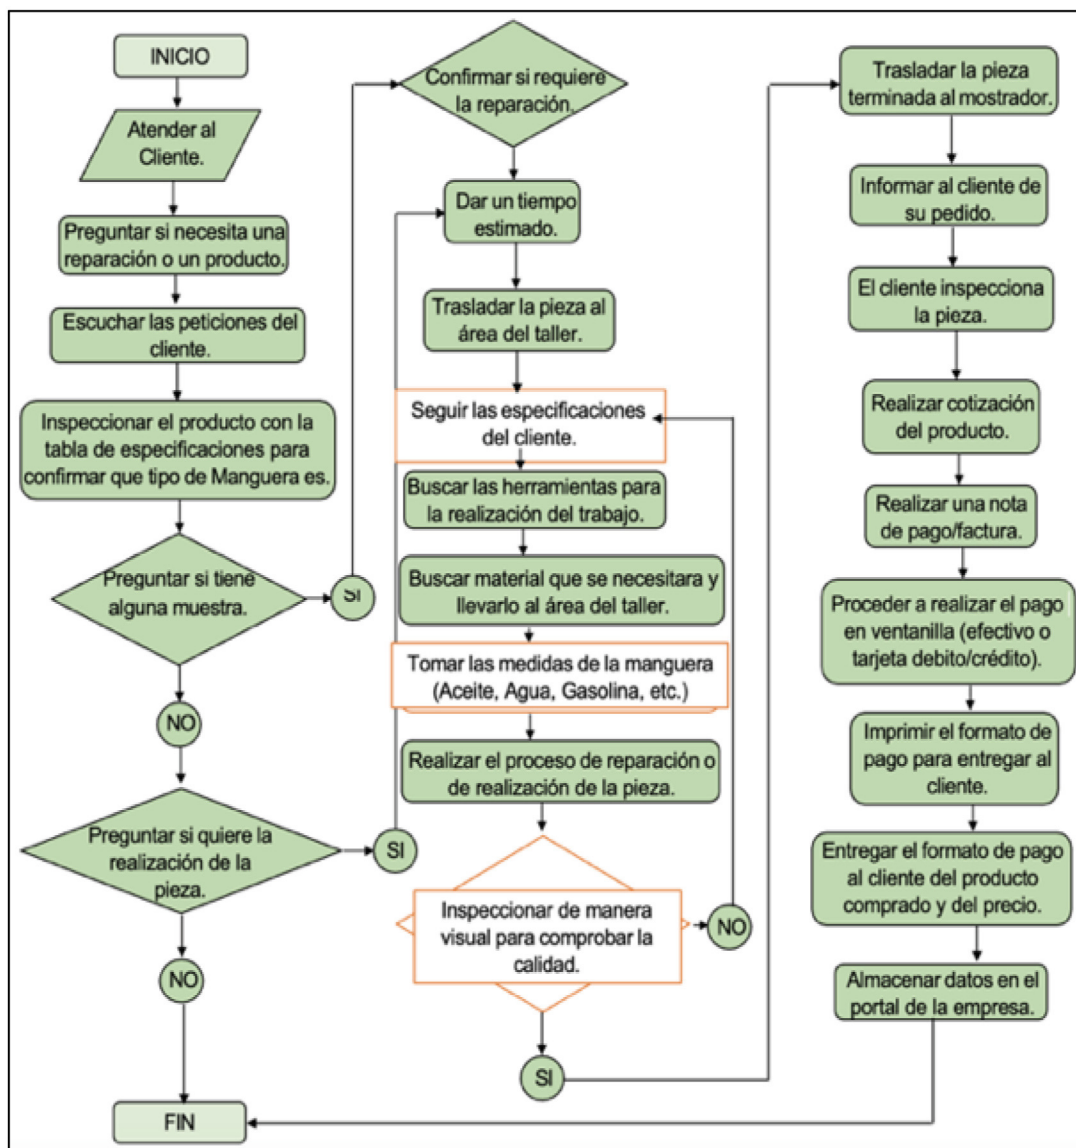 INICIO
Atender al
Cliente.
Preguntar si necesita una
reparación o un producto.
Escuchar las peticiones del
cliente.
Inspeccionar el producto con la
tabla de especificaciones para
confirmar que tipo de Manguera es.
Preguntar si tiene
alguna muestra.
SI
NO
Preguntar si quiere la
realización de la
pieza.
SI
NO
FIN
Confirmar si requiere
la reparación.
Dar un tiempo
estimado.
Trasladar la pieza al
área del taller.
Seguir las especificaciones
del cliente.
Buscar las herramientas para
la realización del trabajo.
Buscar material que se necesitara y
llevarlo al área del taller.
Tomar las medidas de la manguera
(Aceite, Agua, Gasolina, etc.)
Realizar el proceso de reparación o
de realización de la pieza.
Inspeccionar de manera
visual para comprobar la
calidad.
NO
SI
Trasladar la pieza
terminada al mostrador.
Informar al cliente de
su pedido.
El cliente inspecciona
la pieza.
Realizar cotización
del producto.
Realizar una nota
de pago/factura.
Proceder a realizar el pago
en ventanilla (efectivo o
tarjeta debito/crédito).
Imprimir el formato de
pago para entregar al
cliente.
Entregar el formato de pago
al cliente del producto
comprado y del precio.
Almacenar datos en el
portal de la empresa.